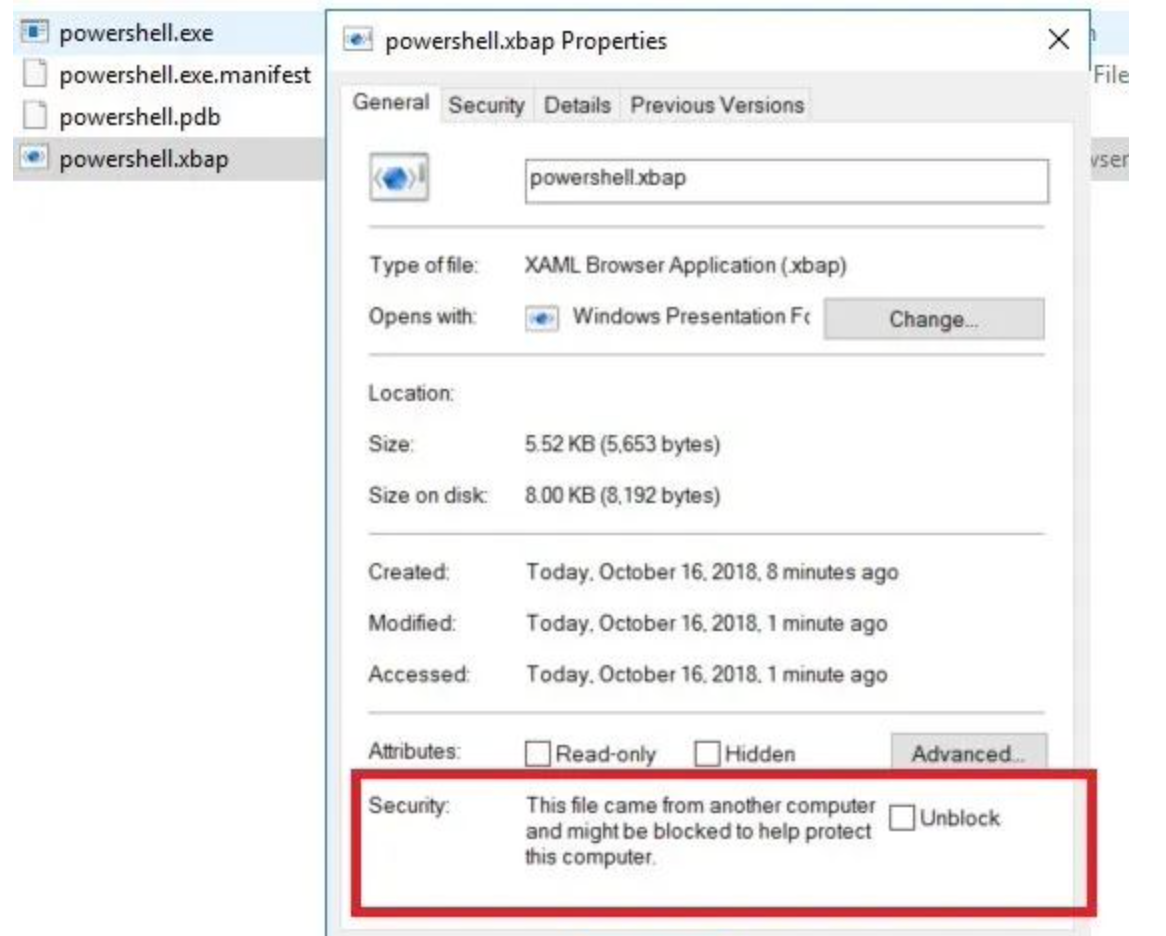 powershell.exe
powershell.exe.manifest
powershell.pdb
powershell.xbap
powershell.xbap Properties
File
General Security Details Previous Versions
powershell.xbap
Type of file: XAML Browser Application (.xbap)
Opens with: Windows Presentation Fo Change...
Location:
Size: 5.52 KB (5,653 bytes)
Size on disk: 8.00 KB (8,192 bytes)
Created: Today, October 16, 2018, 8 minutes ago
Modified: Today, October 16, 2018, 1 minute ago
Accessed: Today, October 16, 2018, 1 minute ago
Attributes: Read-only Hidden Advanced...
Security: This file came from another computer
and might be blocked to help protect
this computer.
Unblock